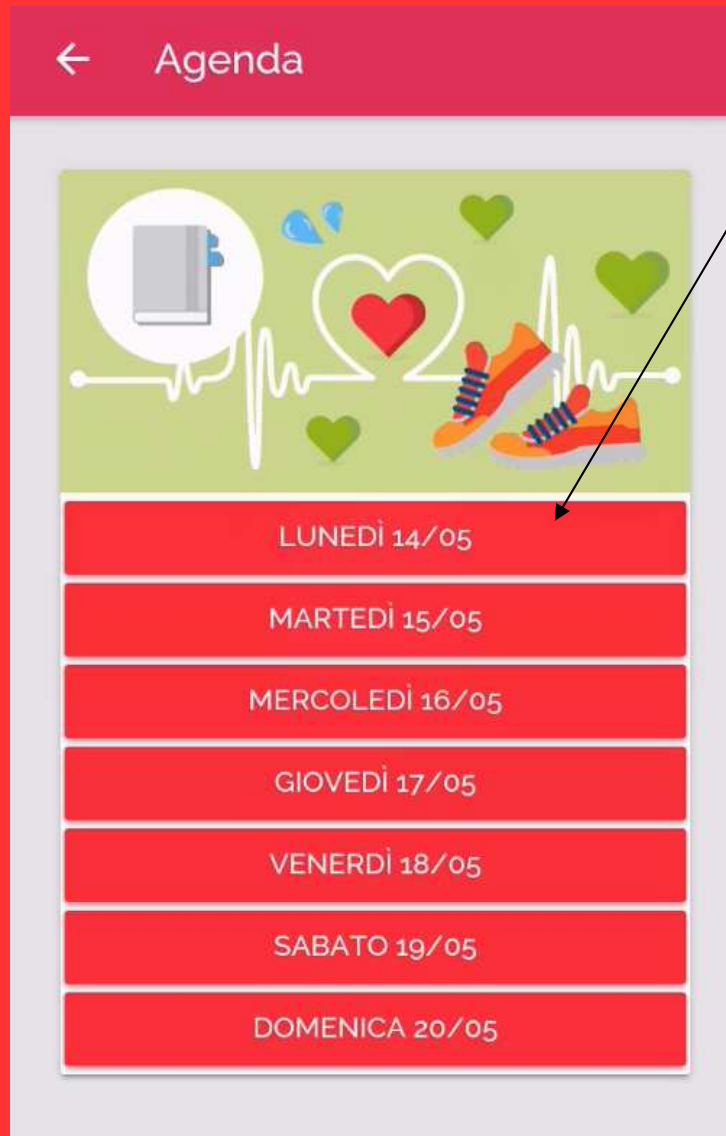 Agenda
LUNEDÌ 14/05
MARTEDÌ 15/05
MERCOLEDÌ 16/05
GIOVEDÌ 17/05
VENERDÌ 18/05
SABATO 19/05
DOMENICA 20/05